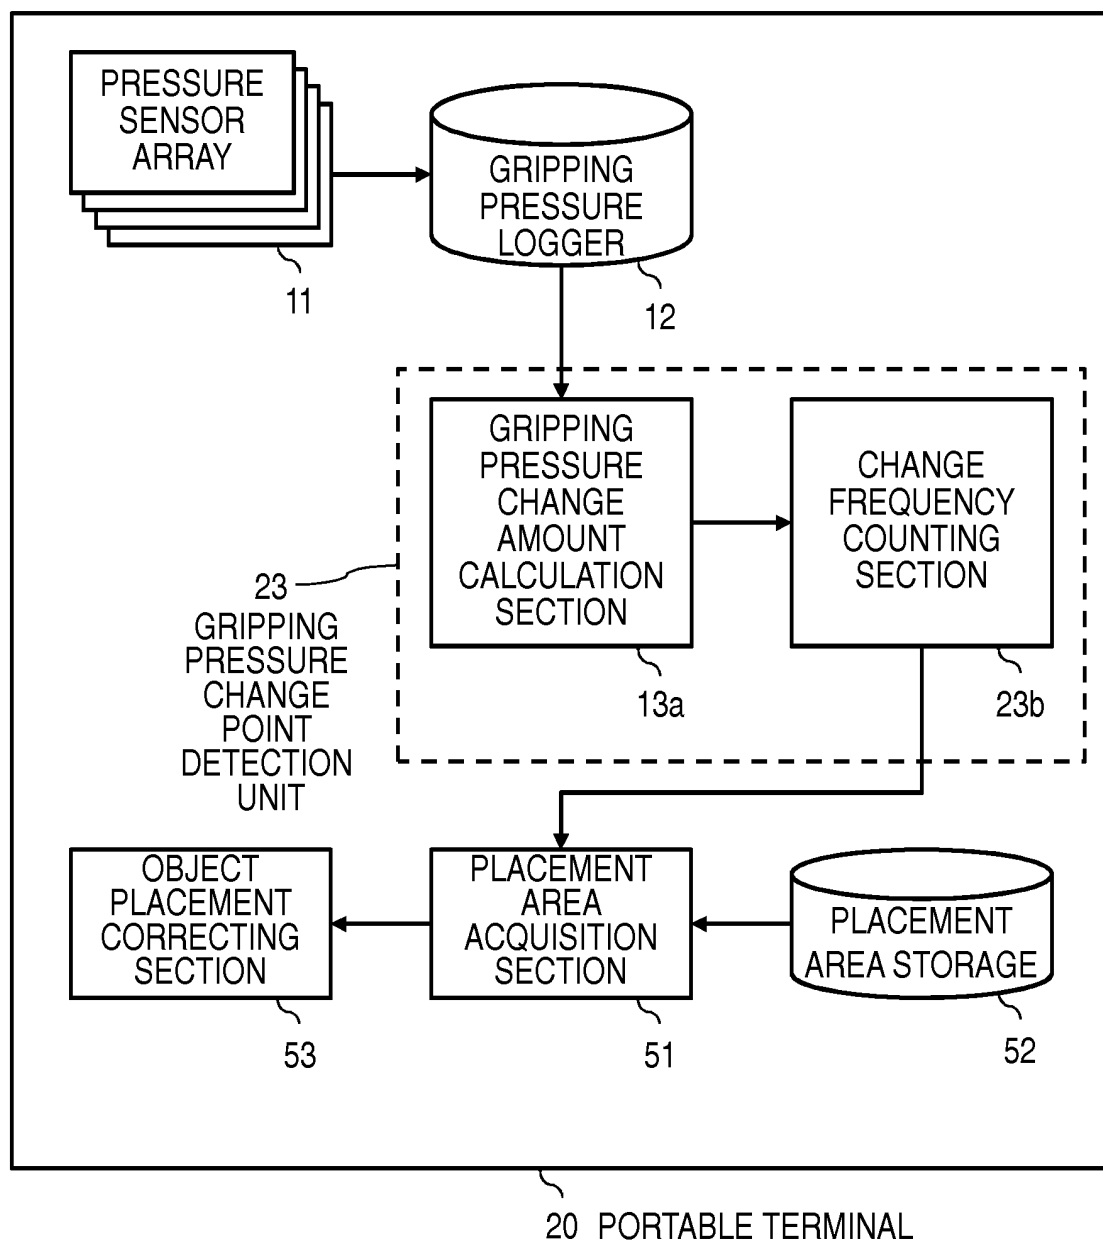 PRESSURE
SENSOR
ARRAY
11
GRIPPING
PRESSURE
LOGGER
12
GRIPPING
PRESSURE
CHANGE
AMOUNT
CALCULATION
SECTION
13a
CHANGE
FREQUENCY
COUNTING
SECTION
23b
23
GRIPPING
PRESSURE
CHANGE
POINT
DETECTION
UNIT
OBJECT
PLACEMENT
CORRECTING
SECTION
53
PLACEMENT
AREA
ACQUISITION
SECTION
51
PLACEMENT
AREA STORAGE
52
20 PORTABLE TERMINAL